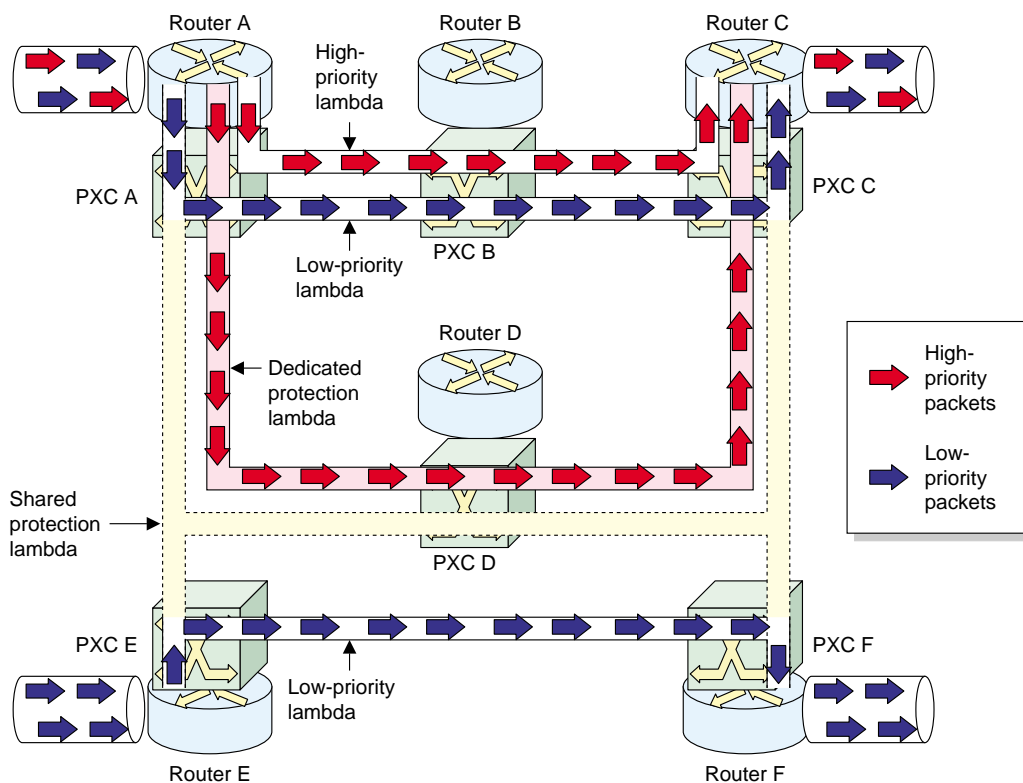 Router A
Router B
Router C
High-
priority
lambda
PXC A
PXC C
PXC B
Low-priority
lambda
Router D
Dedicated
protection
lambda
High-
priority
packets
Low-
priority
packets
Shared
protection
lambda
PXC D
PXC E
PXC F
Low-priority
lambda
Router E
Router F